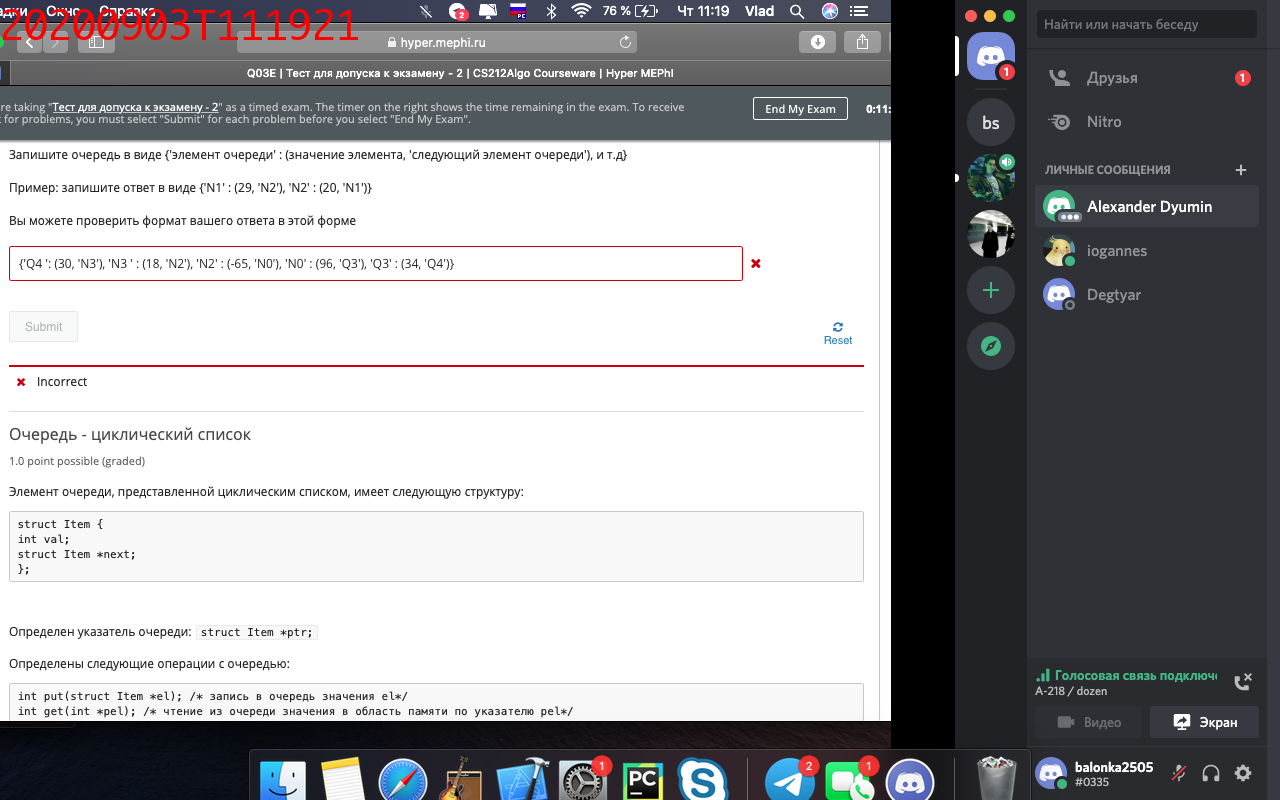 20200903T111921
Окно
Справка
2
РС
76 %
Чт 11:19
Vlad
hyper.mephi.ru
Q03E | Тест для допуска к экзамену - 2 | CS212Algo Courseware | Hyper MEPhI
re taking "Тест для допуска к экзамену - 2" as a timed exam. The timer on the right shows the time remaining in the exam. To receive
for problems, you must select "Submit" for each problem before you select "End My Exam".
End My Exam
0:11:
Запишите очередь в виде {'элемент очереди' : (значение элемента, 'следующий элемент очереди'), и т.д}
Пример: запишите ответ в виде {'N1' : (29, 'N2'), 'N2' : (20, 'N1')}
Вы можете проверить формат вашего ответа в этой форме
{'Q4 ': (30, 'N3'), 'N3 ' : (18, 'N2'), 'N2' : (-65, 'N0'), 'N0' : (96, 'Q3'), 'Q3' : (34, 'Q4')}
Submit
Reset
Incorrect
Очередь - циклический список
1.0 point possible (graded)
Элемент очереди, представленной циклическим списком, имеет следующую структуру:
struct Item {
int val;
struct Item *next;
};
Определен указатель очереди: struct Item *ptr;
Определены следующие операции с очередью:
int put(struct Item *el); /* запись в очередь значения el*/
int get(int *pel); /* чтение из очереди значения в область памяти по указателю pel*/
1
bs
Найти или начать беседу
Друзья
1
Nitro
ЛИЧНЫЕ СООБЩЕНИЯ
Alexander Dyumin
iogannes
Degtyar
Голосовая связь подключе
A-218 / dozen
Видео
Экран
balonka2505
#0335
1
PC
2
1